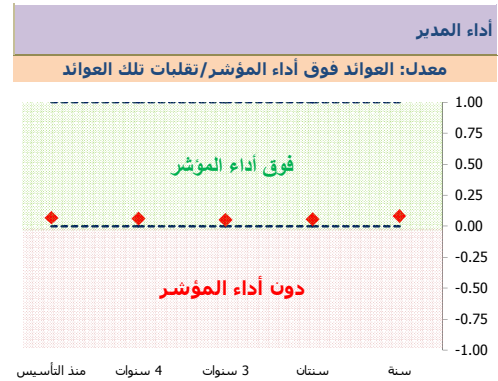 أداء المدير
معدل: العوائد فوق أداء المؤشر/تقلبات تلك العوائد
1.00
0.75
0.50
0.25
0.00
-0.25
-0.50
-0.75
-1.00
فوق أداء المؤشر
دون أداء المؤشر
سنة
سنتان
3 سنوات
4 سنوات
منذ التأسيس